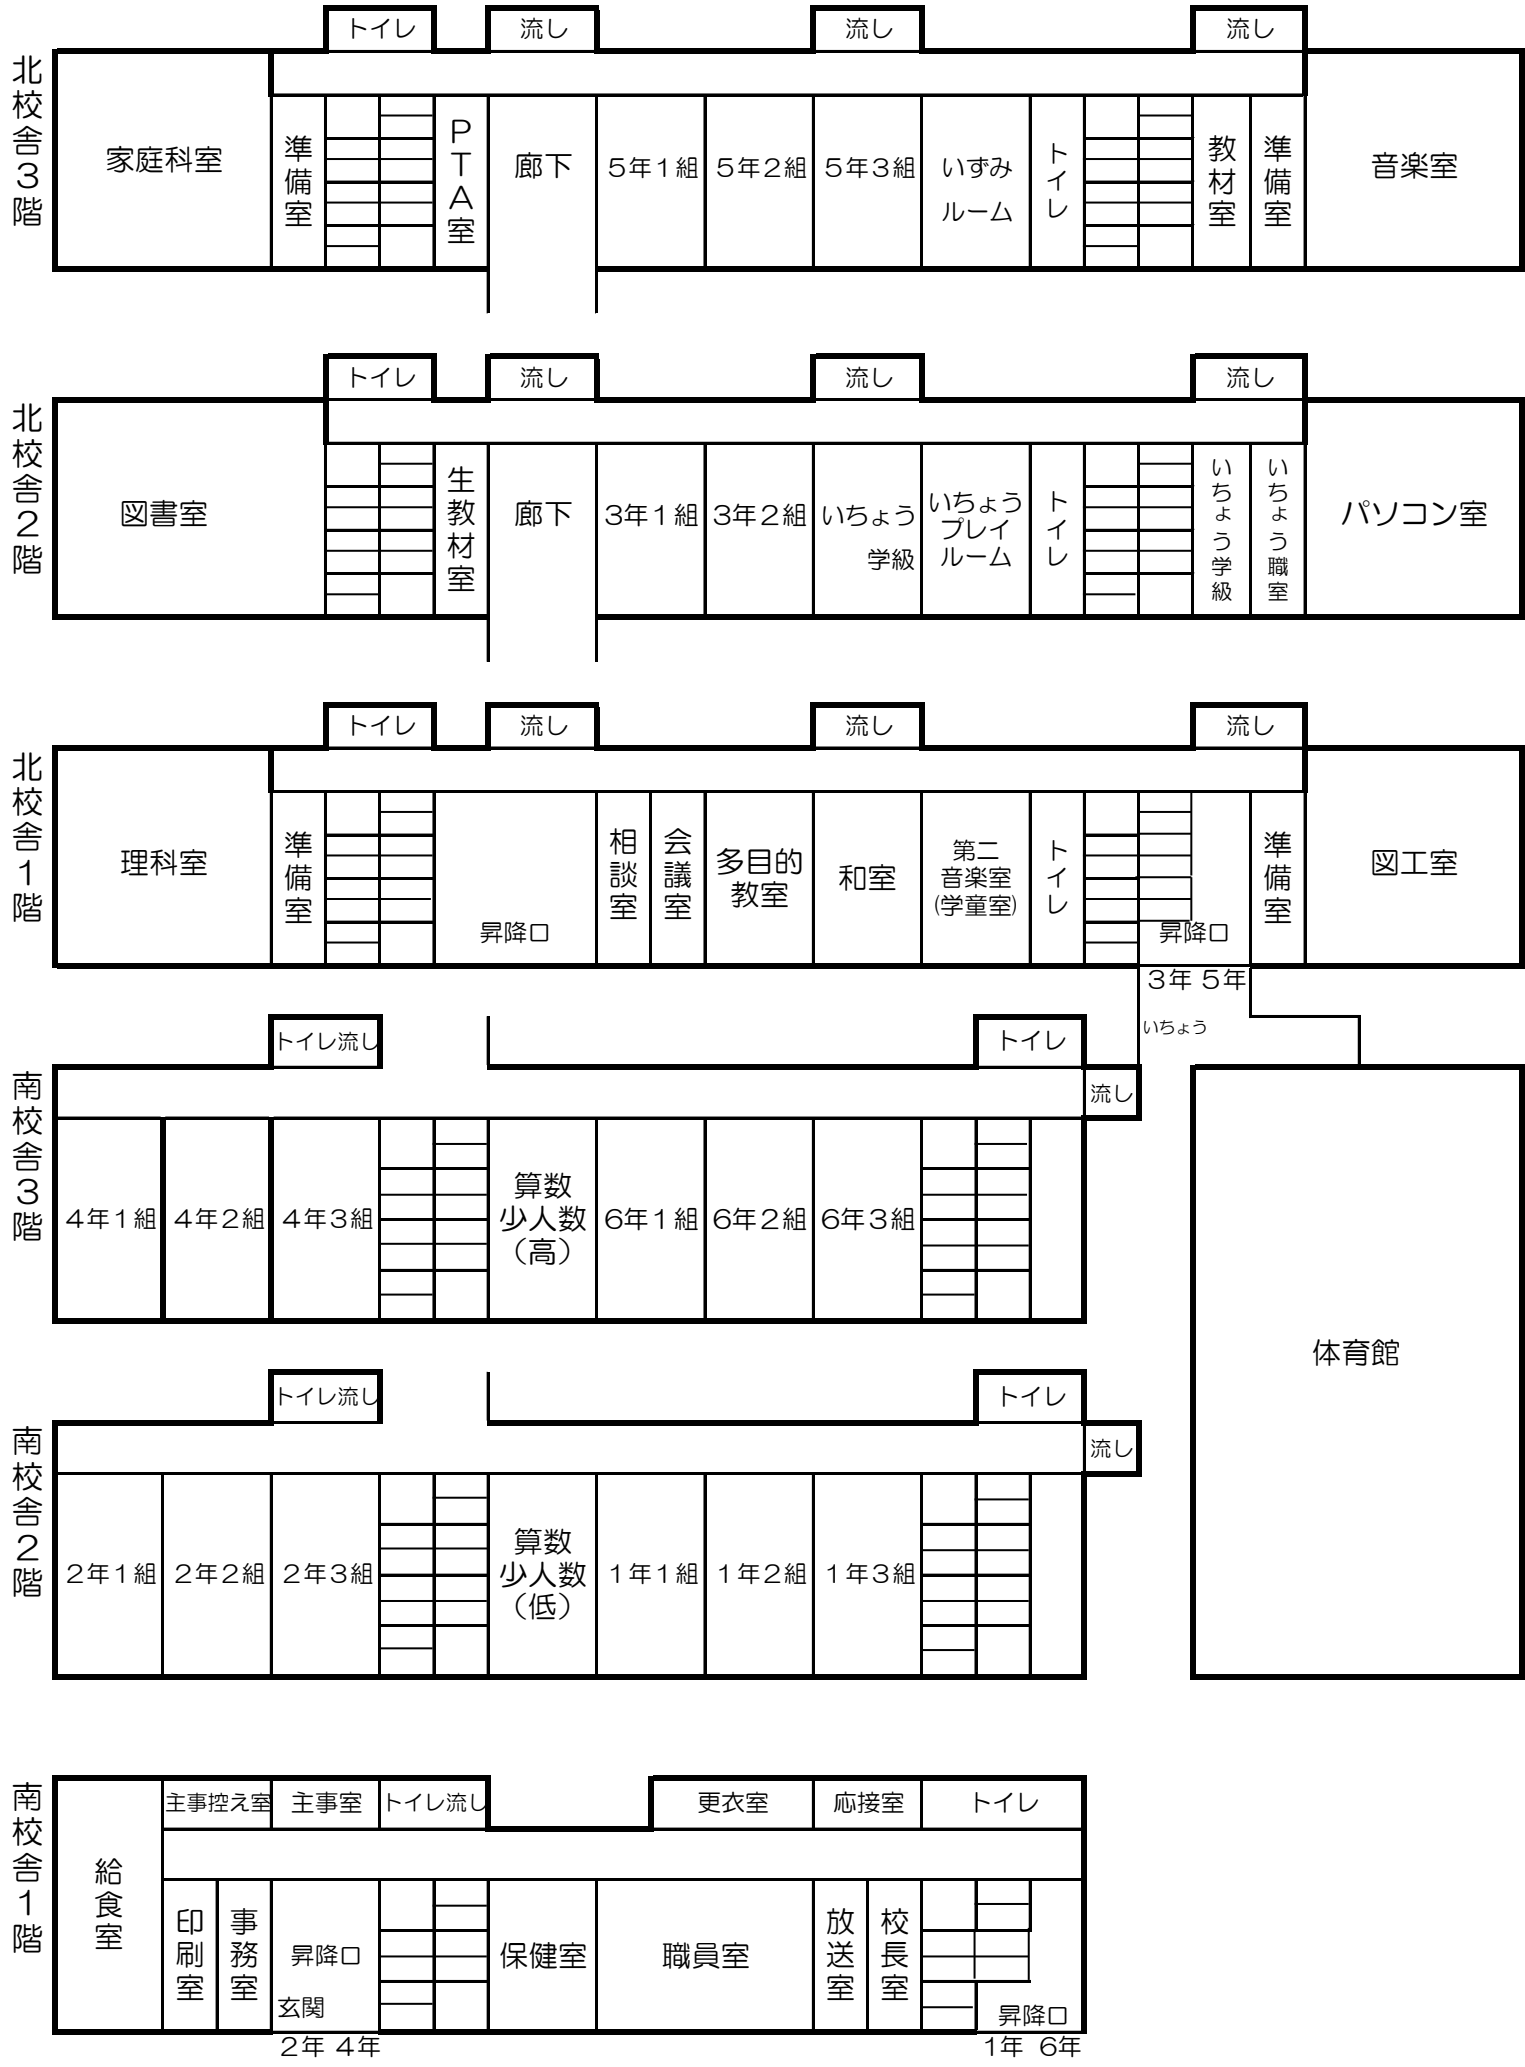 北校舎3階
トイレ
流し
流し
流し
家庭科室
準備室
PTA室
廊下
5年1組
5年2組
5年3組
いずみ
ルーム
トイレ
教材室
準備室
音楽室
北校舎2階
トイレ
流し
流し
流し
図書室
生教材室
廊下
3年1組
3年2組
いちょう
学級
いちょう
プレイ
ルーム
トイレ
いちょう学級
いちょう職室
パソコン室
北校舎1階
トイレ
流し
流し
流し
理科室
準備室
昇降口
相談室
会議室
多目的
教室
和室
第二
音楽室
(学童室)
トイレ
昇降口
準備室
図工室
3年 5年
いちょう
南校舎3階
トイレ流し
トイレ
流し
4年1組
4年2組
4年3組
算数
少人数
(高)
6年1組
6年2組
6年3組
体育館
南校舎2階
トイレ流し
トイレ
流し
2年1組
2年2組
2年3組
算数
少人数
(低)
1年1組
1年2組
1年3組
南校舎1階
給食室
主事控え室
主事室
トイレ流し
更衣室
応接室
トイレ
印刷室
事務室
昇降口
玄関
保健室
職員室
放送室
校長室
昇降口
2年 4年
1年 6年